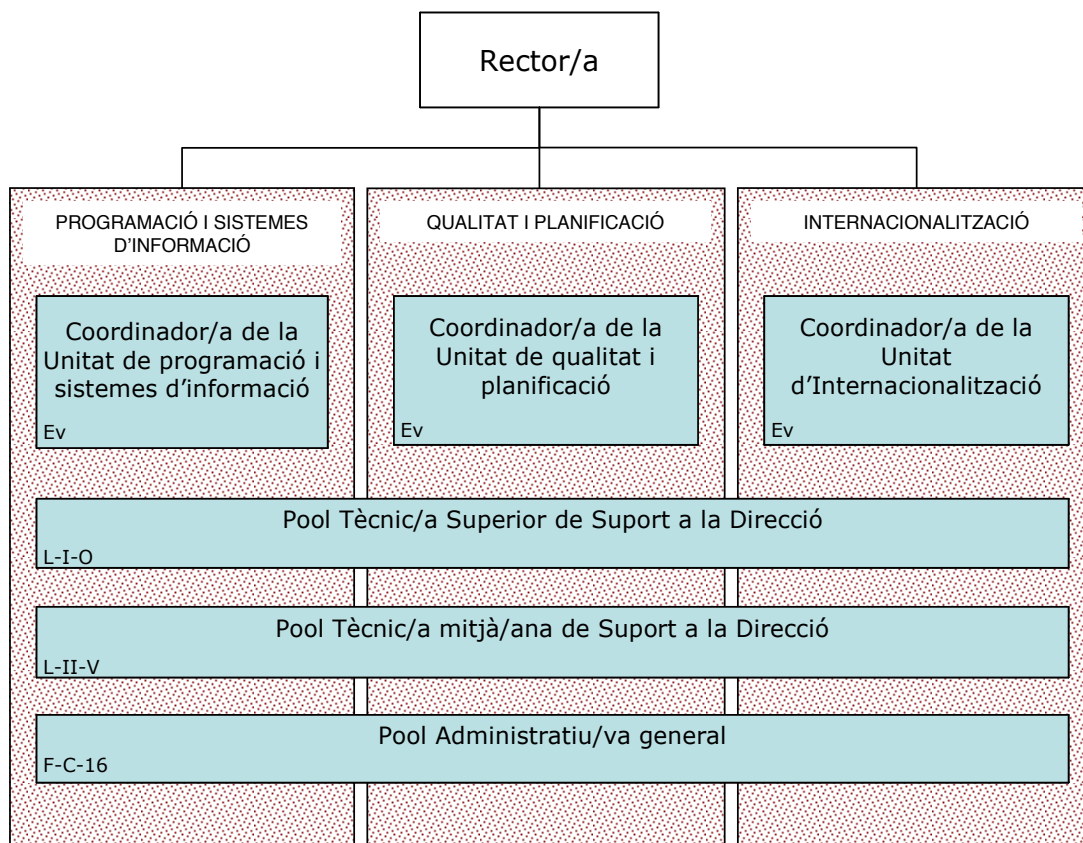 Rector/a
PROGRAMACIÓ I SISTEMES
D'INFORMACIÓ
QUALITAT I PLANIFICACIÓ
INTERNACIONALITZACIÓ
Coordinador/a de la
Unitat de programació i
sistemes d'informació
Ev
Coordinador/a de la
Unitat de qualitat i
planificació
Ev
Coordinador/a de la
Unitat
d'Internacionalització
Ev
Pool Tècnic/a Superior de Suport a la Direcció
L-I-O
Pool Tècnic/a mitjà/ana de Suport a la Direcció
L-II-V
Pool Administratiu/va general
F-C-16